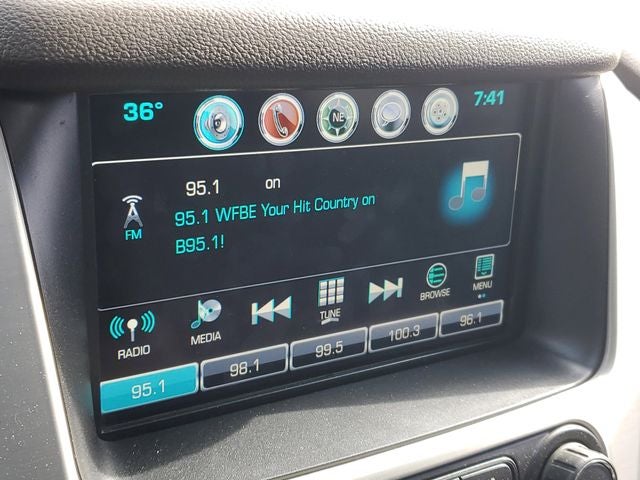 36° NE 7:41
95.1 on
95.1 WFBE Your Hit Country on
B95.1!
FM
RADIO MEDIA TUNE BROWSE MENU
95.1 98.1 99.5 100.3 96.1